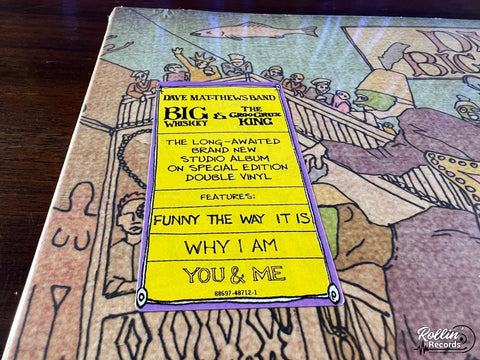 DAVE MATTHEWS BAND
BIG WHISKEY & THE GROOGRUX KING
THE LONG-AWAITED
BRAND NEW
STUDIO ALBUM
ON SPECIAL EDITION
DOUBLE VINYL
FEATURES:
FUNNY THE WAY IT IS
WHY I AM
YOU & ME
88697-48712-1
Rollin
Records